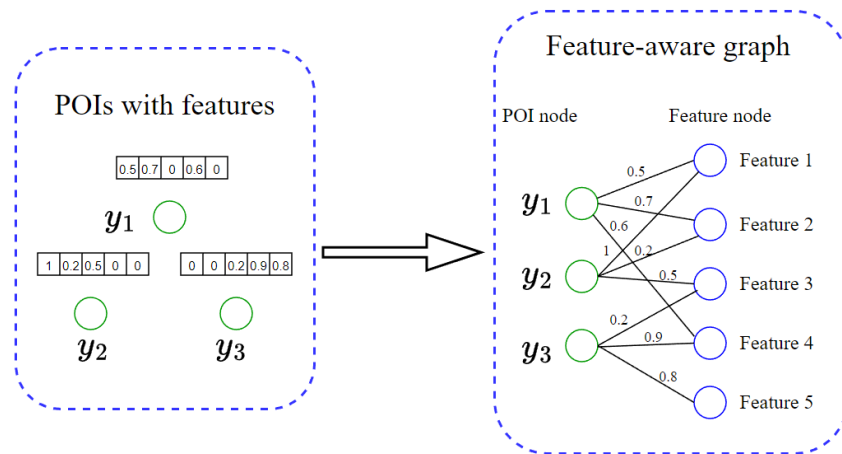 POIs with features
0.5 0.7 0 0.6 0
y1
1 0.2 0.5 0 0
0 0 0.2 0.9 0.8
y2
y3
Feature-aware graph
POI node Feature node
Feature 1
0.5
y1
0.7
Feature 2
0.6
1 0.2
y2
0.5
Feature 3
0.2
y3
0.9
Feature 4
0.8
Feature 5